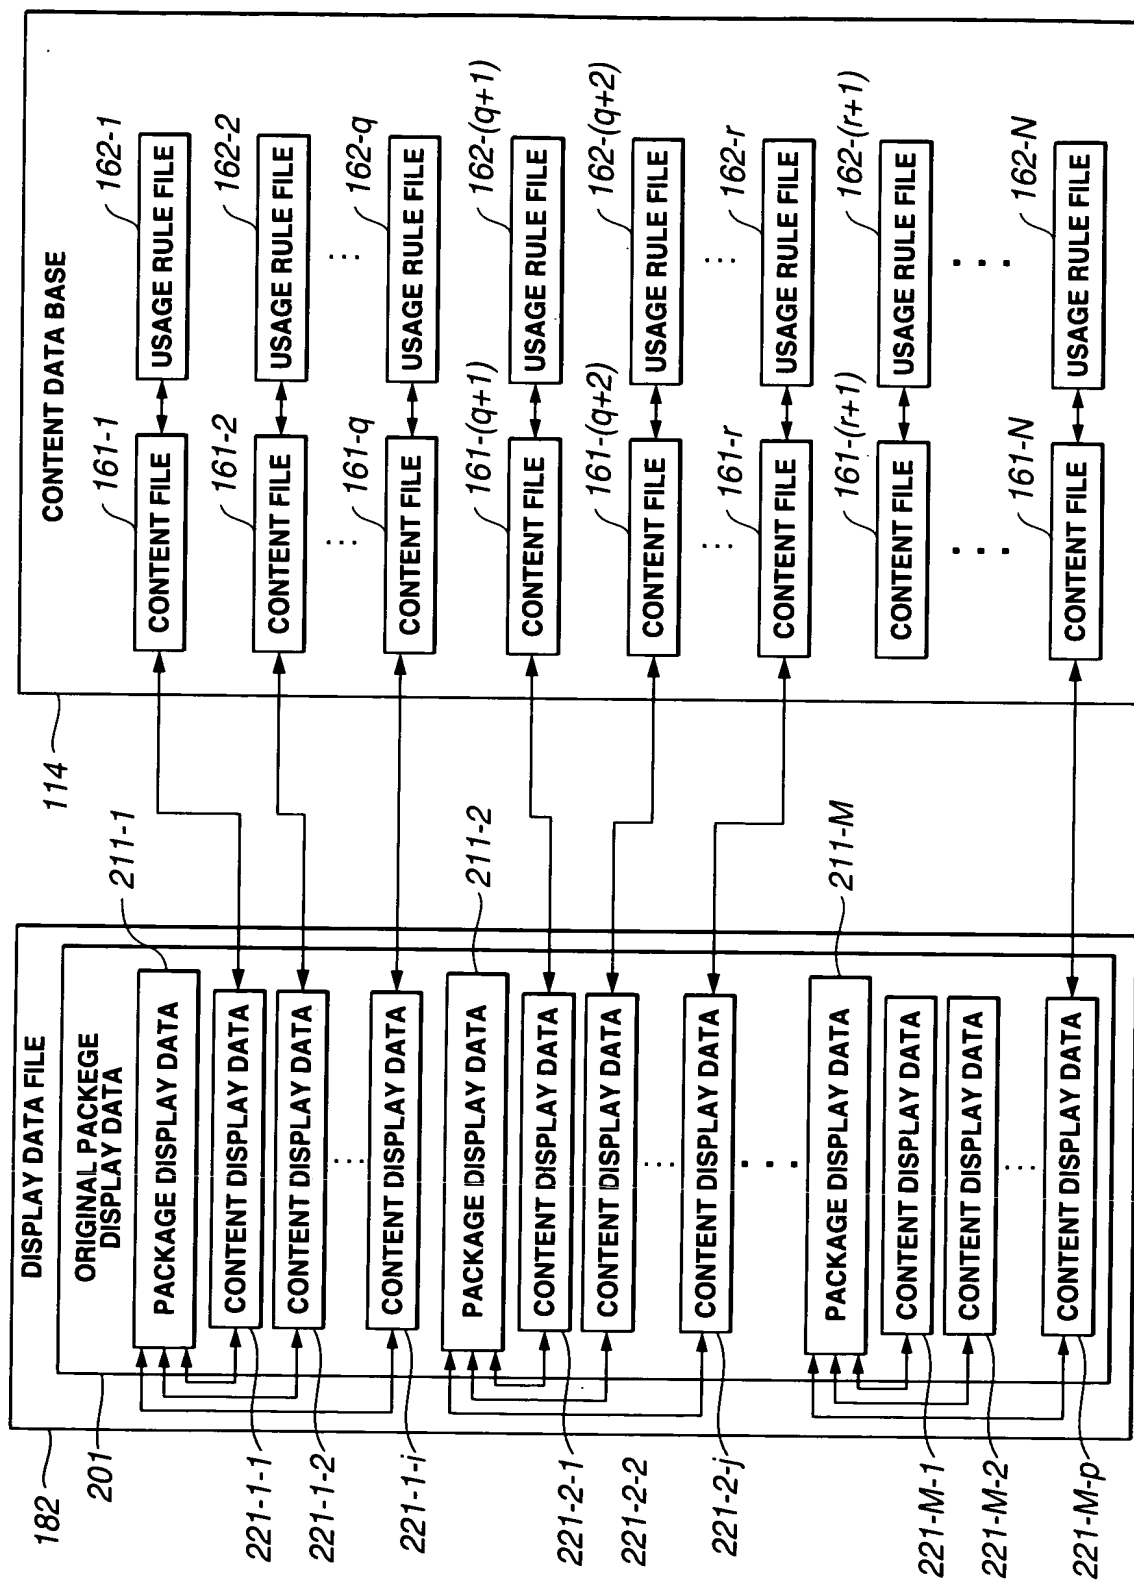 DISPLAY DATA FILE
182
ORIGINAL PACKEGE
DISPLAY DATA
201
PACKAGE DISPLAY DATA
211-1
CONTENT DISPLAY DATA
221-1-1
CONTENT DISPLAY DATA
221-1-2
...
CONTENT DISPLAY DATA
221-1-i
PACKAGE DISPLAY DATA
211-2
CONTENT DISPLAY DATA
221-2-1
CONTENT DISPLAY DATA
221-2-2
...
CONTENT DISPLAY DATA
221-2-j
...
PACKAGE DISPLAY DATA
211-M
CONTENT DISPLAY DATA
221-M-1
CONTENT DISPLAY DATA
221-M-2
...
CONTENT DISPLAY DATA
221-M-p
CONTENT DATA BASE
114
CONTENT FILE
161-1
USAGE RULE FILE
162-1
CONTENT FILE
161-2
USAGE RULE FILE
162-2
... ...
CONTENT FILE
161-q
USAGE RULE FILE
162-q
CONTENT FILE
161-(q+1)
USAGE RULE FILE
162-(q+1)
CONTENT FILE
161-(q+2)
USAGE RULE FILE
162-(q+2)
... ...
CONTENT FILE
161-r
USAGE RULE FILE
162-r
CONTENT FILE
161-(r+1)
USAGE RULE FILE
162-(r+1)
... ...
CONTENT FILE
161-N
USAGE RULE FILE
162-N